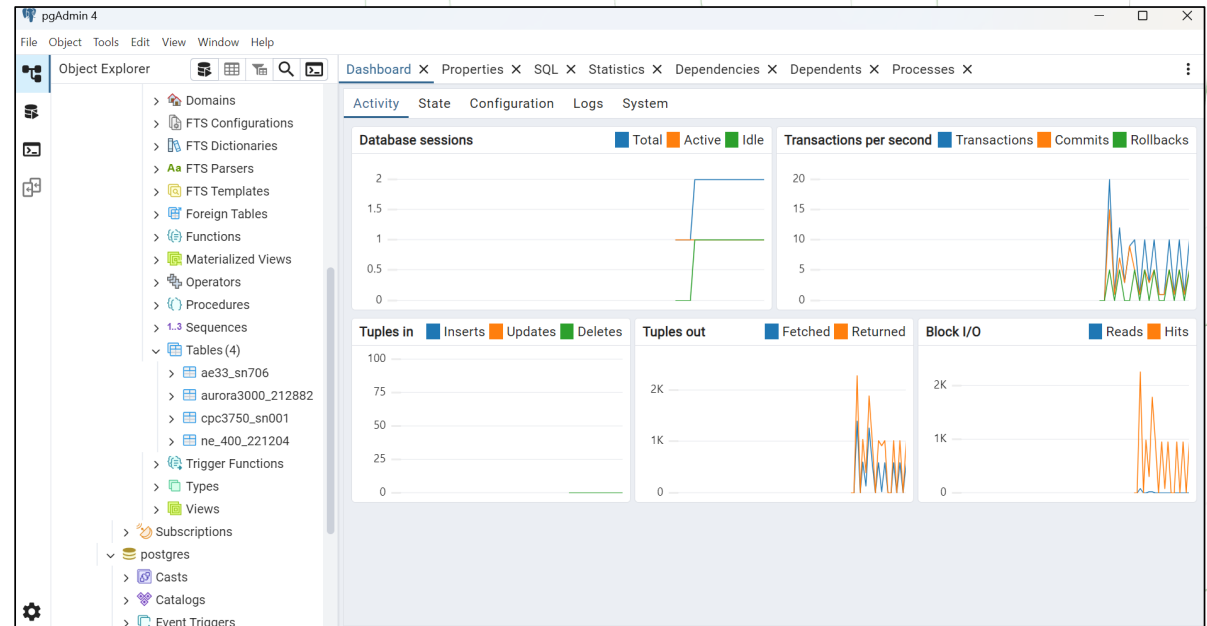 pgAdmin 4
File Object Tools Edit View Window Help
Object Explorer
Dashboard Properties SQL Statistics Dependencies Dependents Processes
Activity State Configuration Logs System
Domains
FTS Configurations
FTS Dictionaries
Aa FTS Parsers
FTS Templates
Foreign Tables
Functions
Materialized Views
Operators
Procedures
1..3 Sequences
Tables (4)
ae33_sn706
aurora3000_212882
cpc3750_sn001
ne_400_221204
Trigger Functions
Types
Views
Subscriptions
postgres
Casts
Catalogs
Event Triggers
Database sessions Total Active Idle
2
1.5
1
0.5
0
Transactions per second Transactions Commits Rollbacks
20
15
10
5
0
Tuples in Inserts Updates Deletes
100
75
50
25
0
Tuples out Fetched Returned
2K
1K
0
Block I/O Reads Hits
2K
1K
0